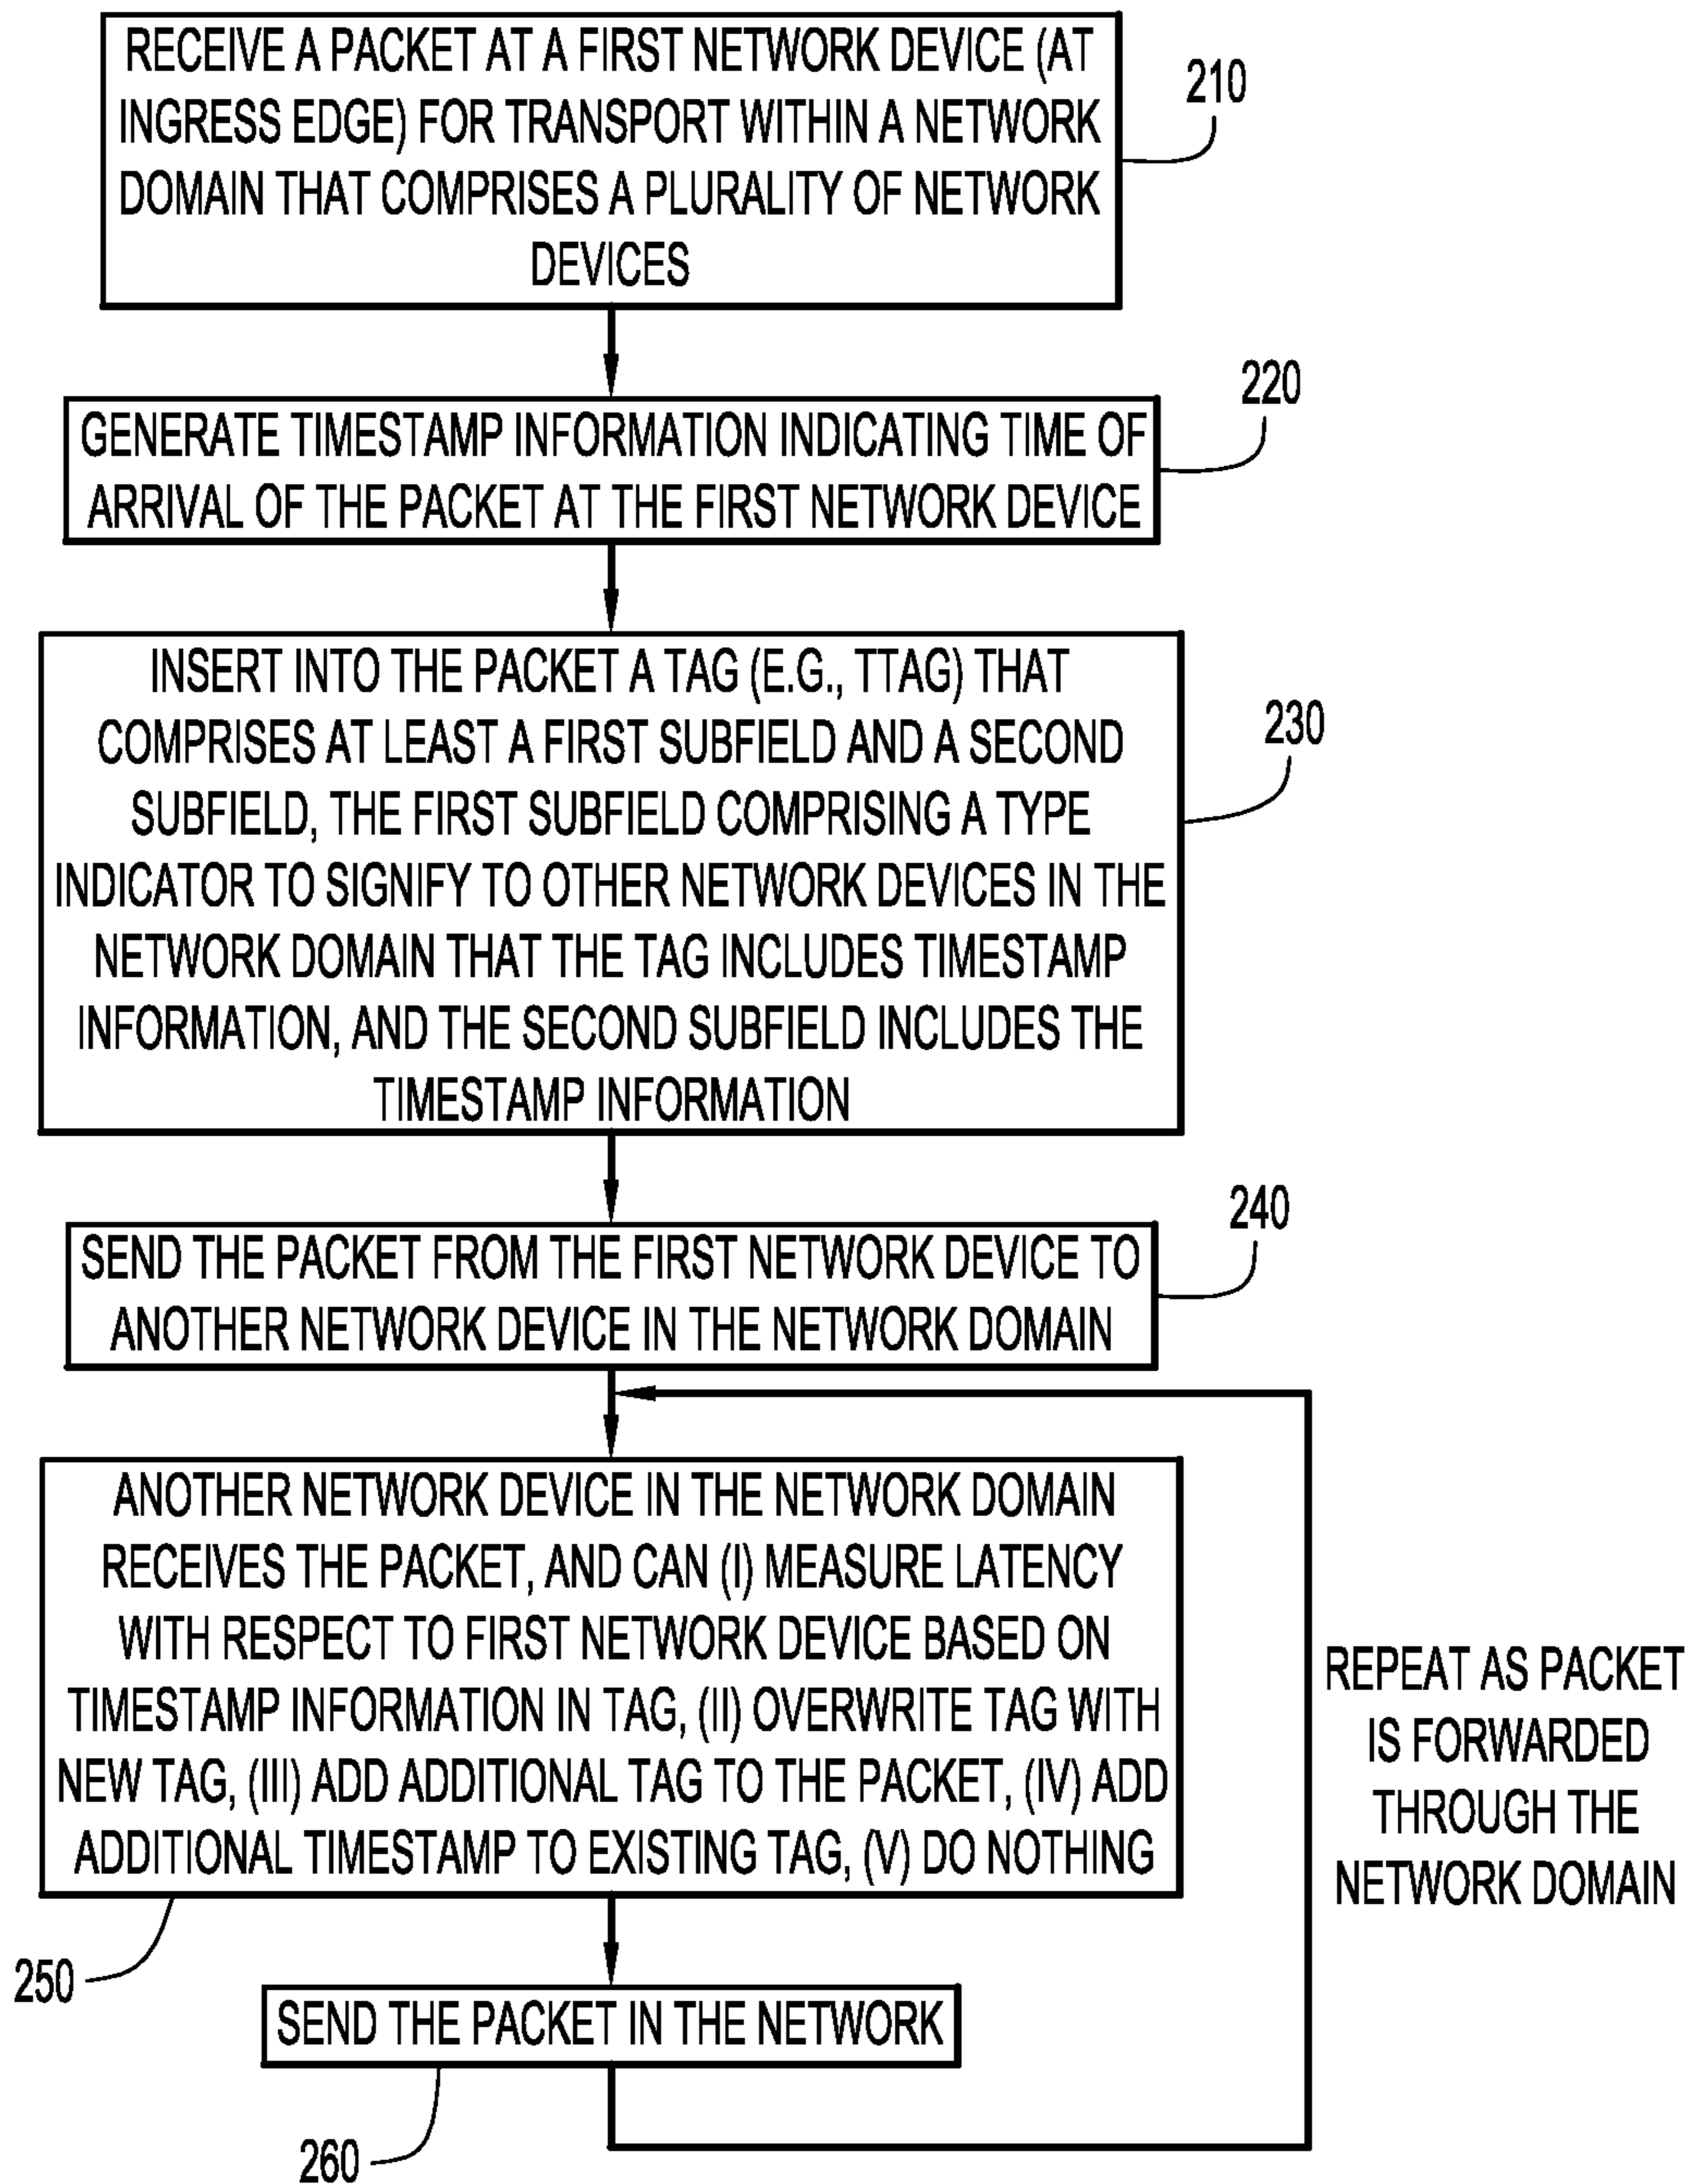 RECEIVE A PACKET AT A FIRST NETWORK DEVICE (AT
INGRESS EDGE) FOR TRANSPORT WITHIN A NETWORK
DOMAIN THAT COMPRISES A PLURALITY OF NETWORK
DEVICES
210
GENERATE TIMESTAMP INFORMATION INDICATING TIME OF
ARRIVAL OF THE PACKET AT THE FIRST NETWORK DEVICE
220
INSERT INTO THE PACKET A TAG (E.G., TTAG) THAT
COMPRISES AT LEAST A FIRST SUBFIELD AND A SECOND
SUBFIELD, THE FIRST SUBFIELD COMPRISING A TYPE
INDICATOR TO SIGNIFY TO OTHER NETWORK DEVICES IN THE
NETWORK DOMAIN THAT THE TAG INCLUDES TIMESTAMP
INFORMATION, AND THE SECOND SUBFIELD INCLUDES THE
TIMESTAMP INFORMATION
230
SEND THE PACKET FROM THE FIRST NETWORK DEVICE TO
ANOTHER NETWORK DEVICE IN THE NETWORK DOMAIN
240
ANOTHER NETWORK DEVICE IN THE NETWORK DOMAIN
RECEIVES THE PACKET, AND CAN (I) MEASURE LATENCY
WITH RESPECT TO FIRST NETWORK DEVICE BASED ON
TIMESTAMP INFORMATION IN TAG, (II) OVERWRITE TAG WITH
NEW TAG, (III) ADD ADDITIONAL TAG TO THE PACKET, (IV) ADD
ADDITIONAL TIMESTAMP TO EXISTING TAG, (V) DO NOTHING
250
REPEAT AS PACKET
IS FORWARDED
THROUGH THE
NETWORK DOMAIN
SEND THE PACKET IN THE NETWORK
260